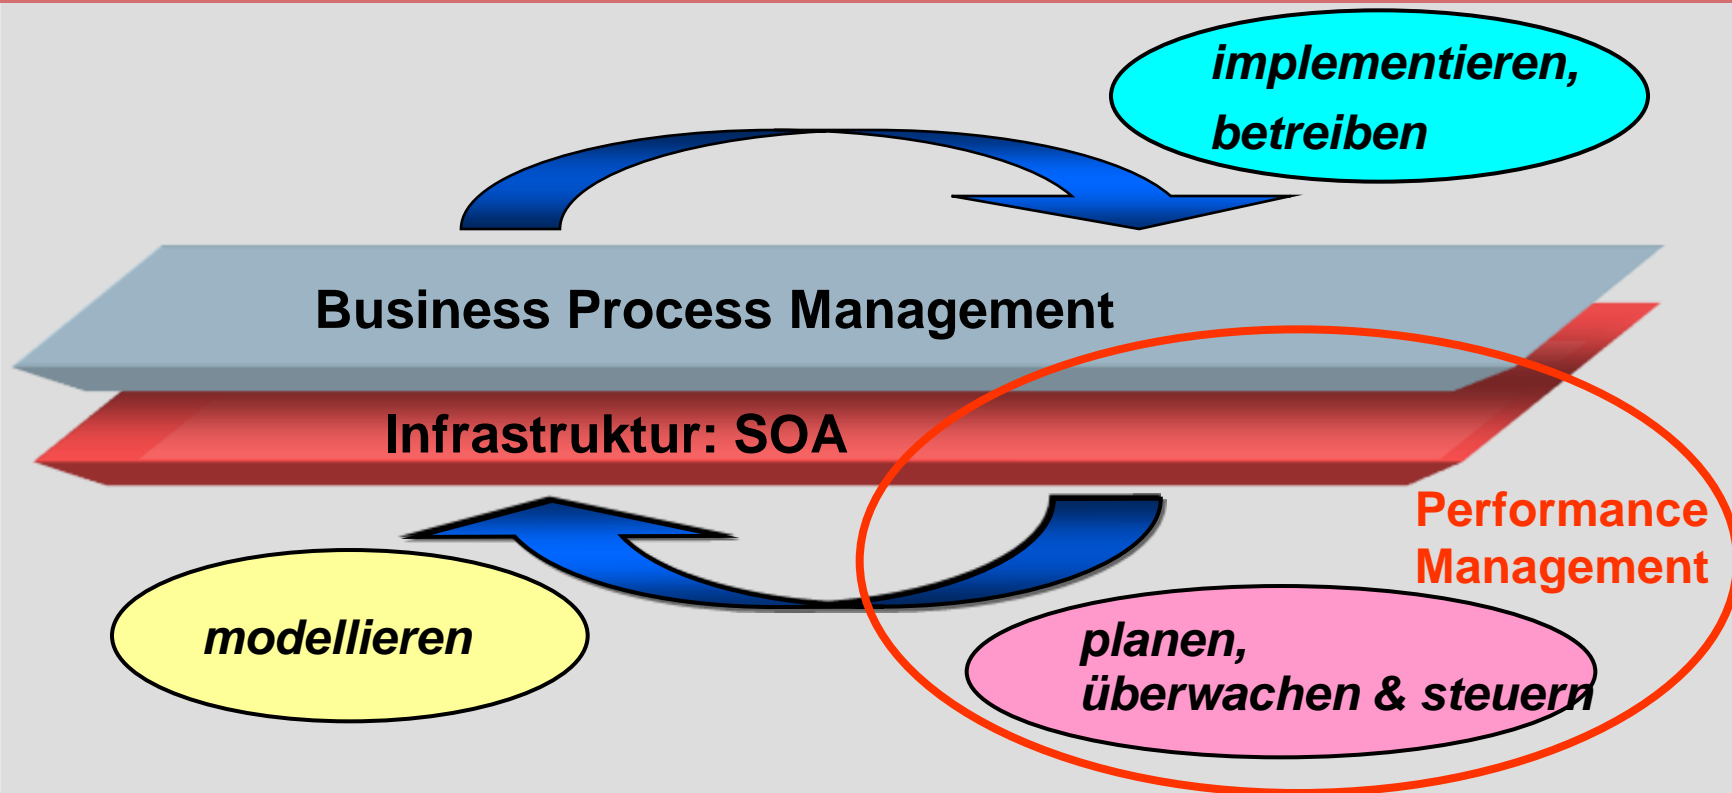 implementieren,
betreiben
Business Process Management
Infrastruktur: SOA
Performance
Management
modellieren
planen,
überwachen & steuern